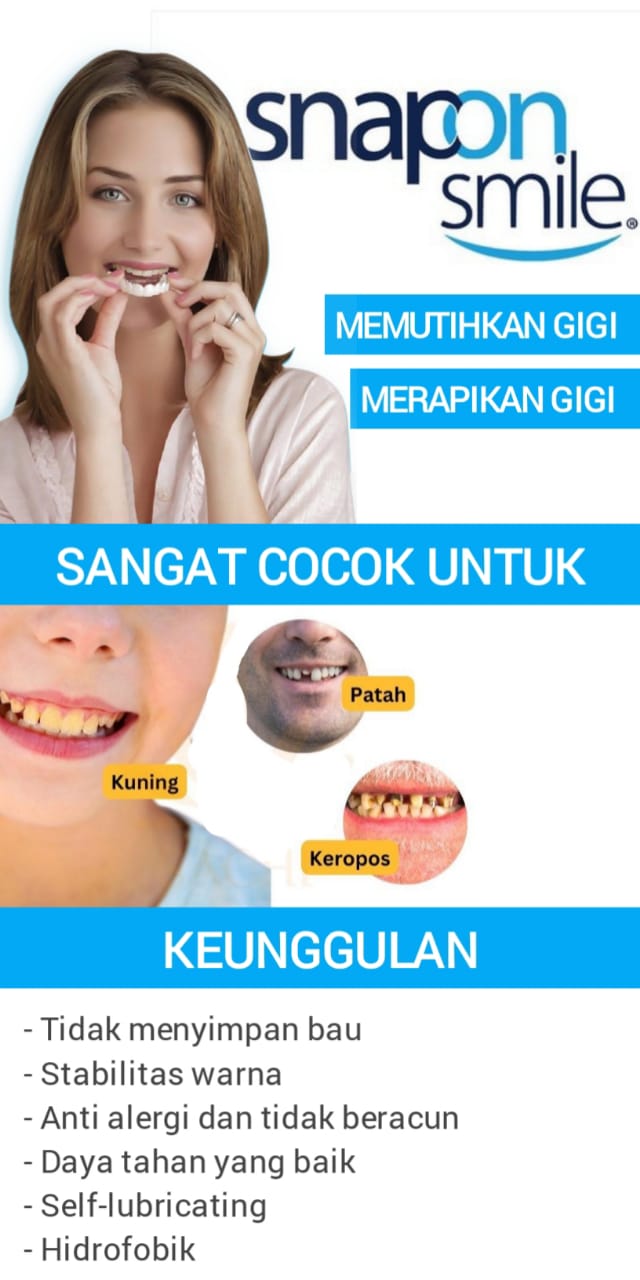 snapon
smile®
MEMUTIHKAN GIGI
MERAPIKAN GIGI
SANGAT COCOK UNTUK
Patah
Kuning
Keropos
KEUNGGULAN
- Tidak menyimpan bau
- Stabilitas warna
- Anti alergi dan tidak beracun
- Daya tahan yang baik
- Self-lubricating
- Hidrofobik